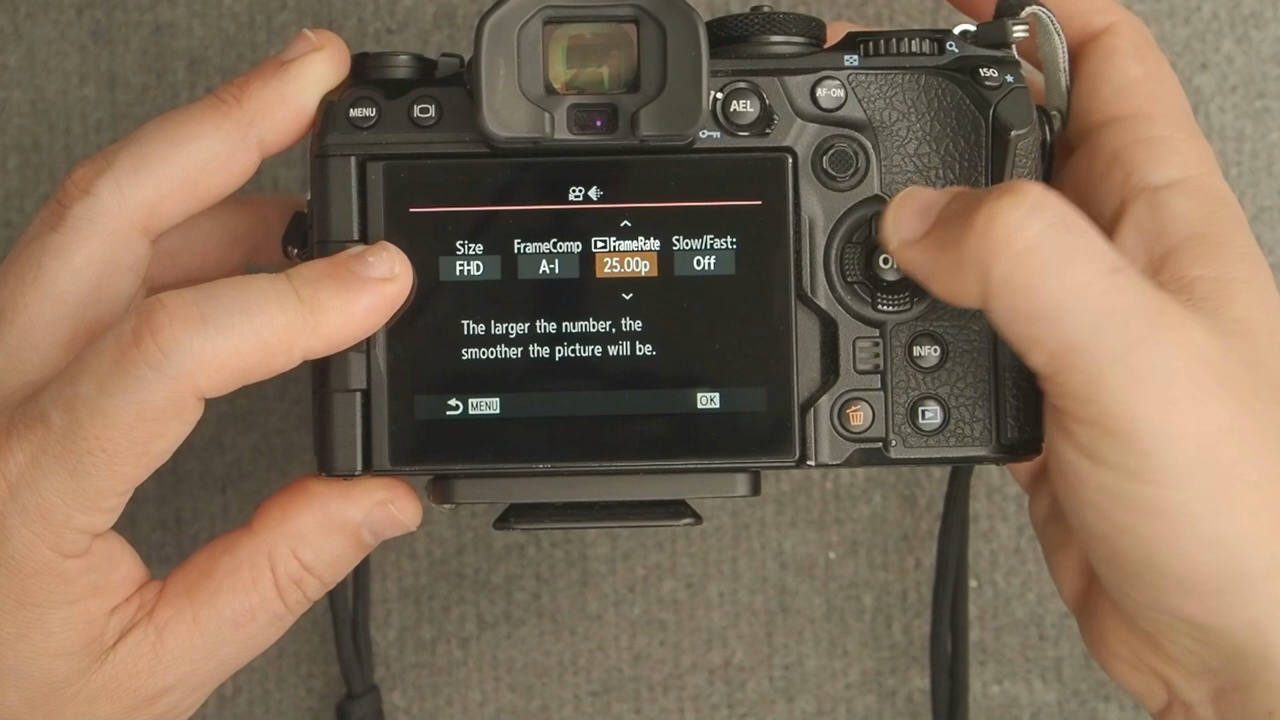 MENU
AEL
AF-ON
ISO
Size FrameComp FrameRate Slow/Fast:
FHD A-I 25.00p Off
The larger the number, the
smoother the picture will be.
MENU OK
INFO